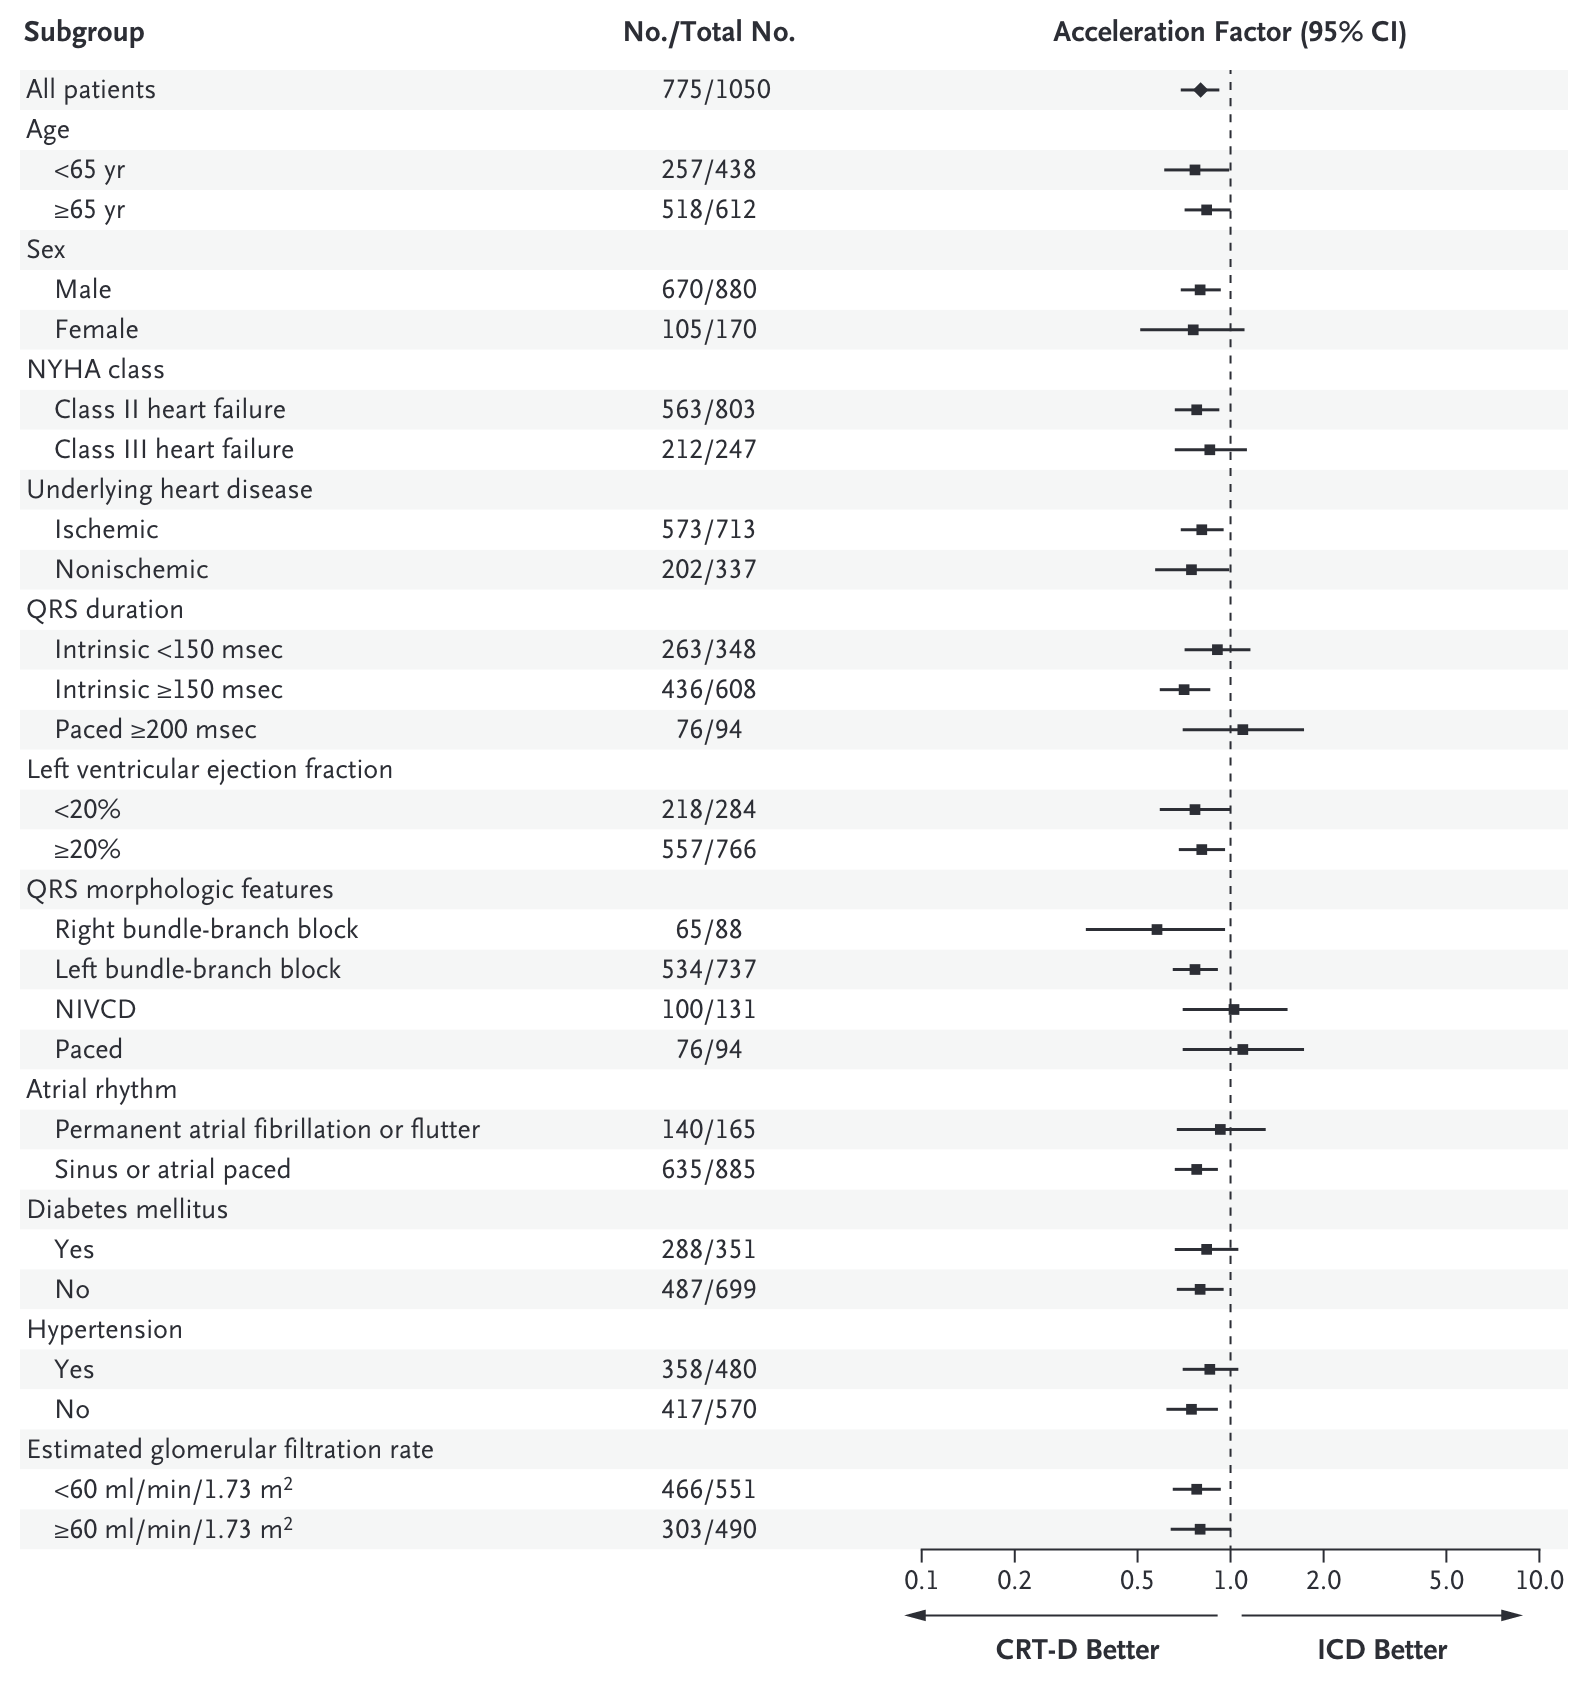 Subgroup No./Total No. Acceleration Factor (95% CI)
All patients 775/1050
Age
<65 yr 257/438
≥65 yr 518/612
Sex
Male 670/880
Female 105/170
NYHA class
Class II heart failure 563/803
Class III heart failure 212/247
Underlying heart disease
Ischemic 573/713
Nonischemic 202/337
QRS duration
Intrinsic <150 msec 263/348
Intrinsic ≥150 msec 436/608
Paced ≥200 msec 76/94
Left ventricular ejection fraction
<20% 218/284
≥20% 557/766
QRS morphologic features
Right bundle-branch block 65/88
Left bundle-branch block 534/737
NIVCD 100/131
Paced 76/94
Atrial rhythm
Permanent atrial fibrillation or flutter 140/165
Sinus or atrial paced 635/885
Diabetes mellitus
Yes 288/351
No 487/699
Hypertension
Yes 358/480
No 417/570
Estimated glomerular filtration rate
<60 ml/min/1.73 m² 466/551
≥60 ml/min/1.73 m² 303/490
0.1 0.2 0.5 1.0 2.0 5.0 10.0
CRT-D Better ICD Better